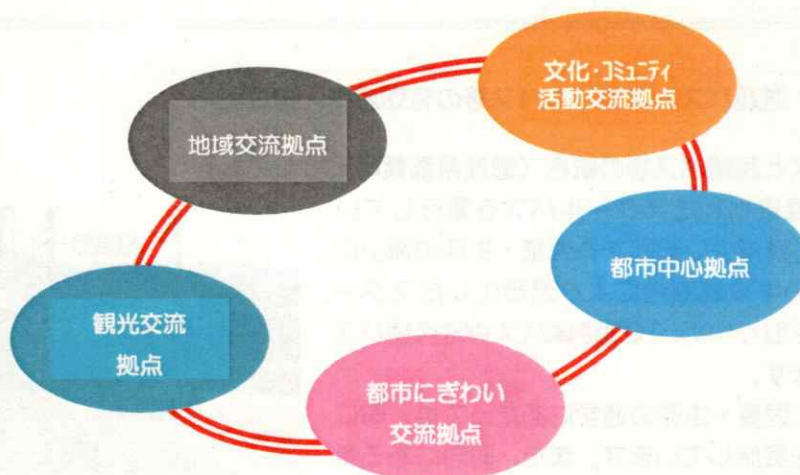 文化・コミュニティ
活動交流拠点
地域交流拠点
都市中心拠点
観光交流
拠点
都市にぎわい
交流拠点